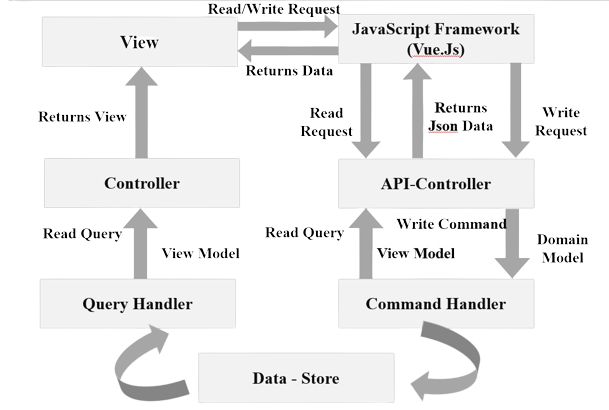 Read/Write Request
View
JavaScript Framework
(Vue.Js)
Returns Data
Returns View
Read
Request
Returns
Json Data
Write
Request
Controller
API-Controller
Read Query
View Model
Read Query
Write Command
View Model
Domain
Model
Query Handler
Command Handler
Data - Store